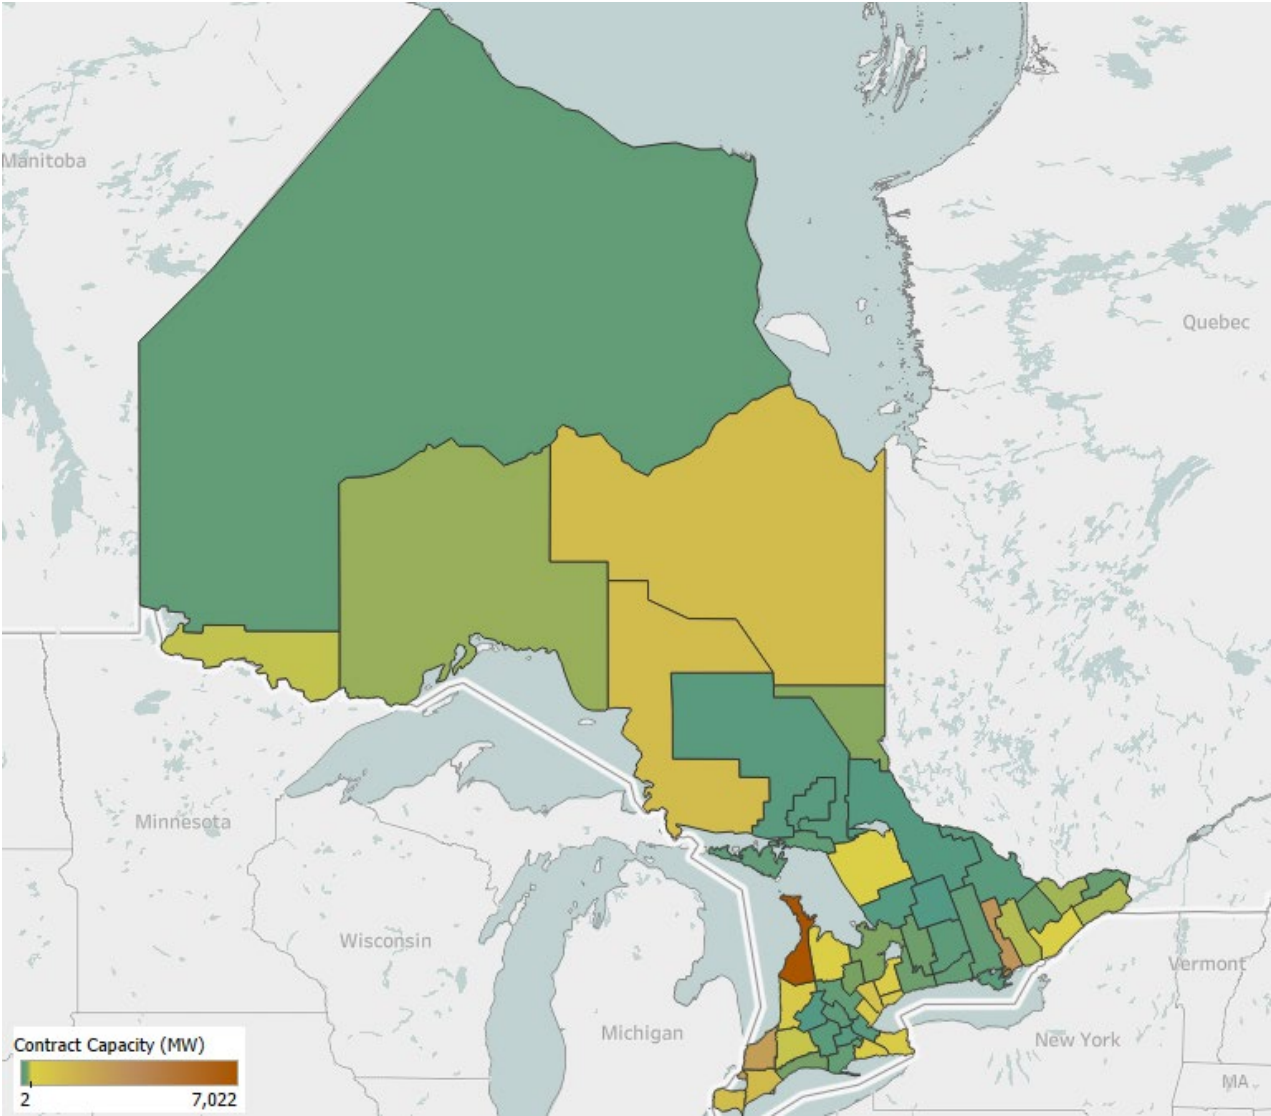 Manitoba
Quebec
Minnesota
Wisconsin
Vermont
Michigan
New York
MA
Contract Capacity (MW)
2
7,022